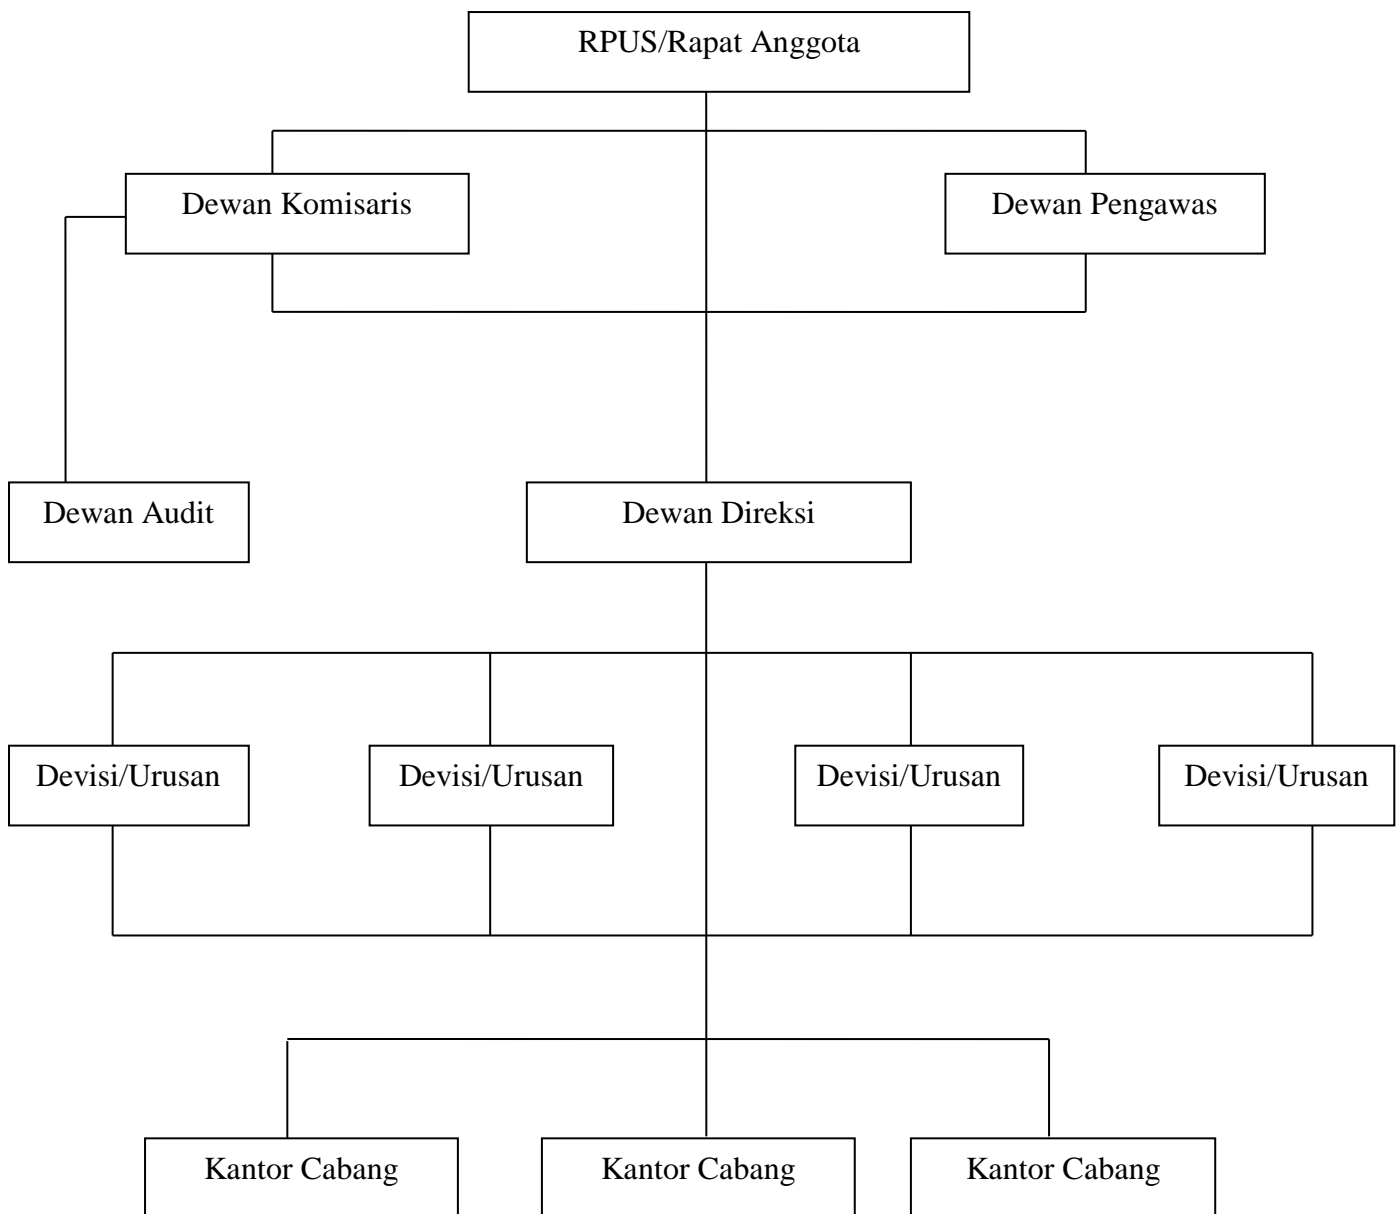 RPUS/Rapat Anggota
Dewan Komisaris
Dewan Pengawas
Dewan Audit
Dewan Direksi
Devisi/Urusan
Devisi/Urusan
Devisi/Urusan
Devisi/Urusan
Kantor Cabang
Kantor Cabang
Kantor Cabang